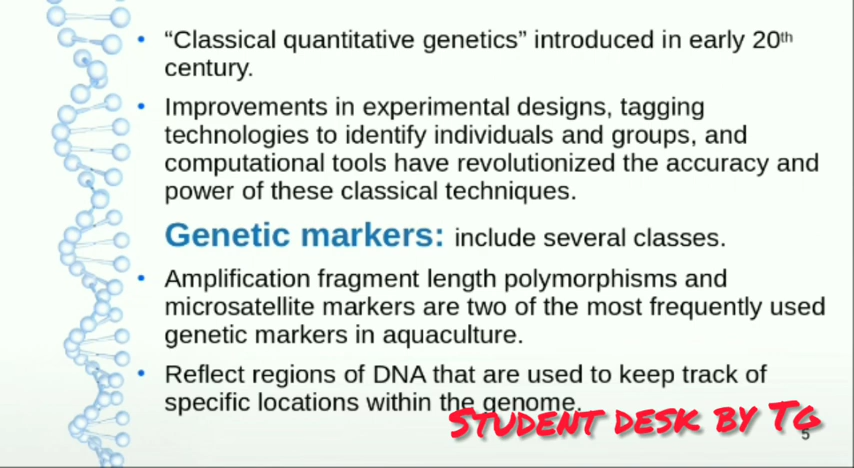 • “Classical quantitative genetics” introduced in early 20th
century.
• Improvements in experimental designs, tagging
technologies to identify individuals and groups, and
computational tools have revolutionized the accuracy and
power of these classical techniques.
Genetic markers: include several classes.
• Amplification fragment length polymorphisms and
microsatellite markers are two of the most frequently used
genetic markers in aquaculture.
• Reflect regions of DNA that are used to keep track of
specific locations within the genome.
STUDENT DESK BY TG
5